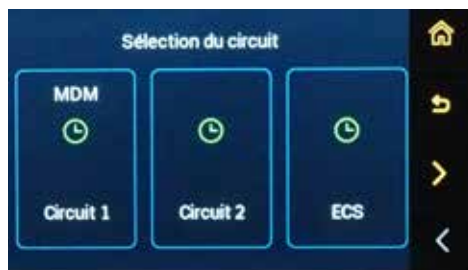 Sélection du circuit
MDM
Circuit 1
Circuit 2
ECS